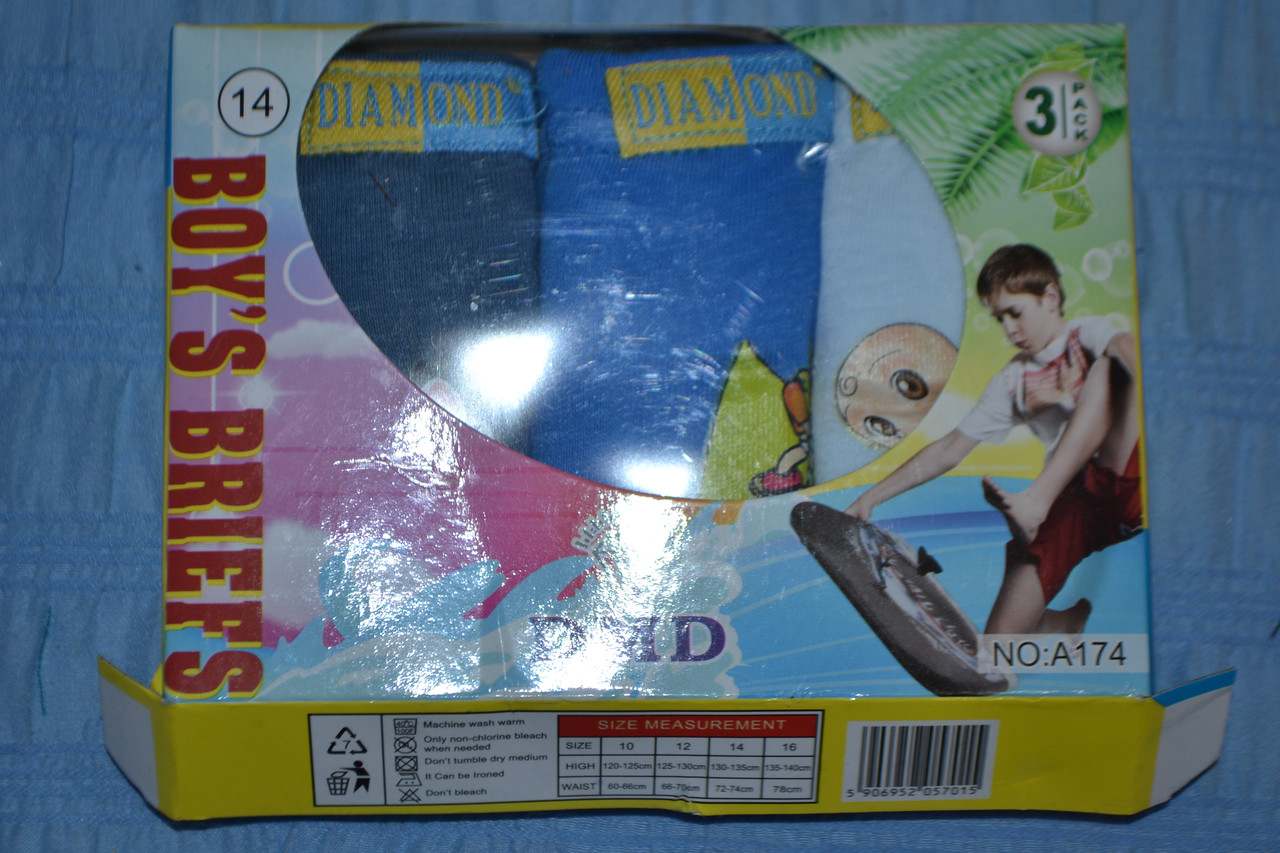 14
DIAMOND
DIAMOND
3 PACK
BOY'S BRIEFS
NO:A174
7
Machine wash warm
Only non-chlorine bleach
when needed
Don't tumble dry medium
It Can be Ironed
Don't bleach
SIZE MEASUREMENT
SIZE 10 12 14 16
HIGH 120-125cm 125-130cm 130-135cm 135-140cm
WAIST 60-66cm 66-70cm 72-74cm 78cm
5 906952 057015